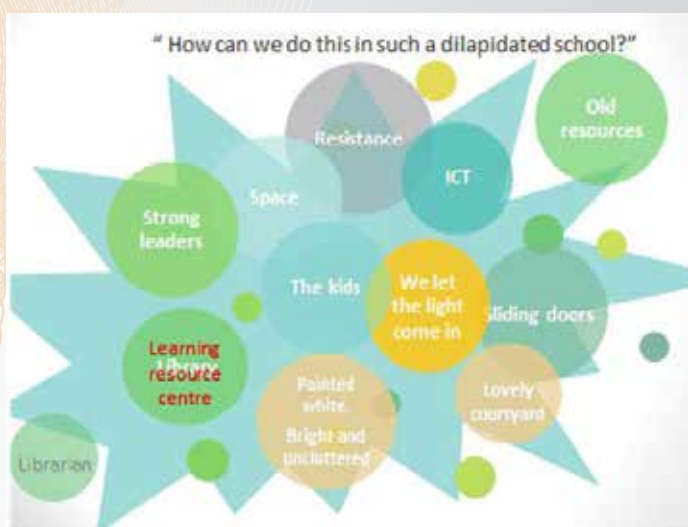 “ How can we do this in such a dilapidated school?”
Resistance
Old
resources
ICT
Space
Strong
leaders
The kids
We let
the light
come in
Sliding doors
Learning
Library
resource
centre
Painted
white.
Bright and
uncluttered
Lovely
courtyard
Librarian